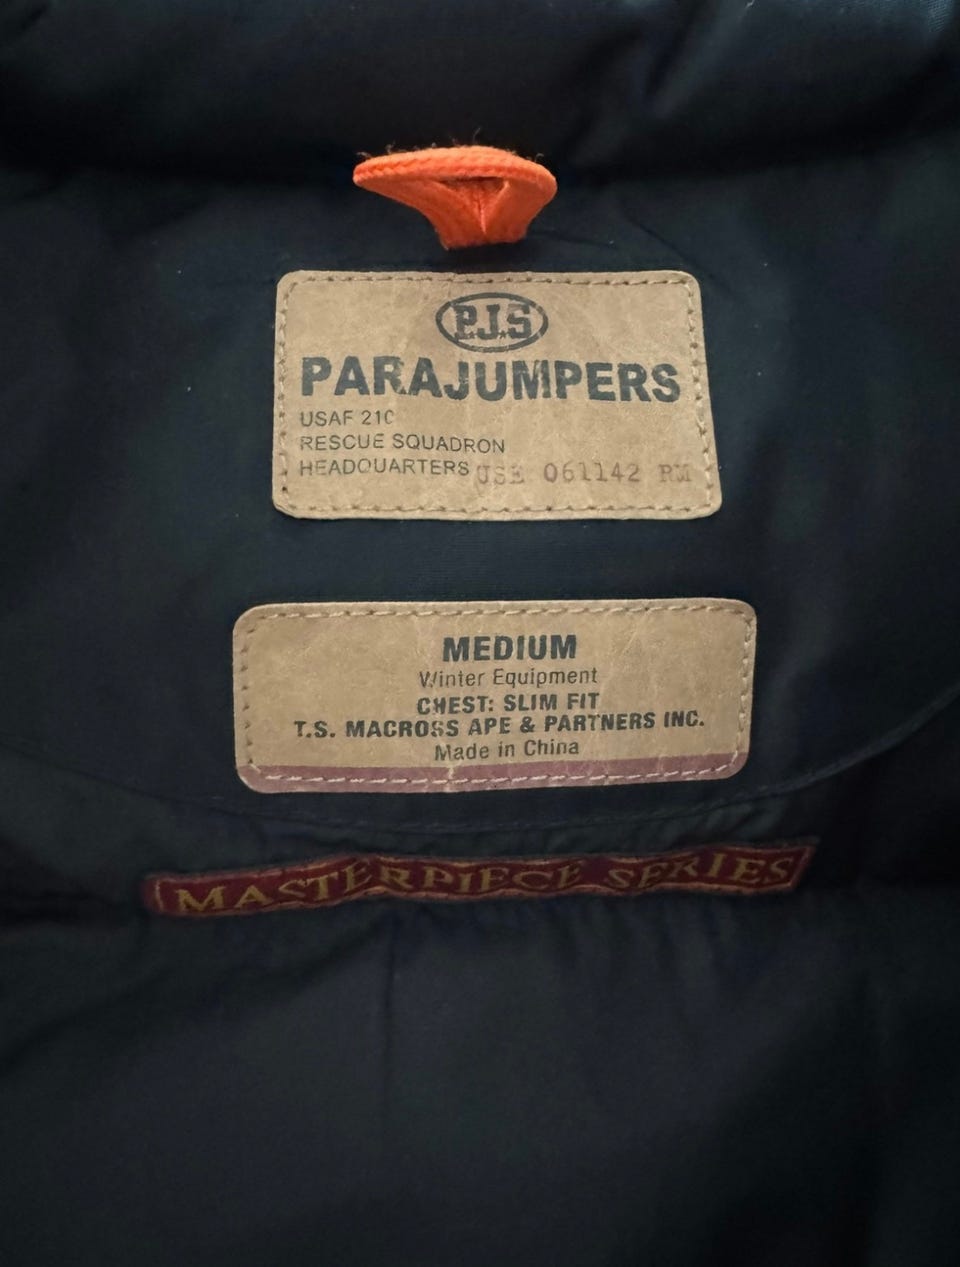 P.J.S
PARAJUMPERS
USAF 210
RESCUE SQUADRON
HEADQUARTERS USE 061142 RM
MEDIUM
Winter Equipment
CHEST: SLIM FIT
T.S. MACROSS APE & PARTNERS INC.
Made in China
MASTERPIECE SERIES